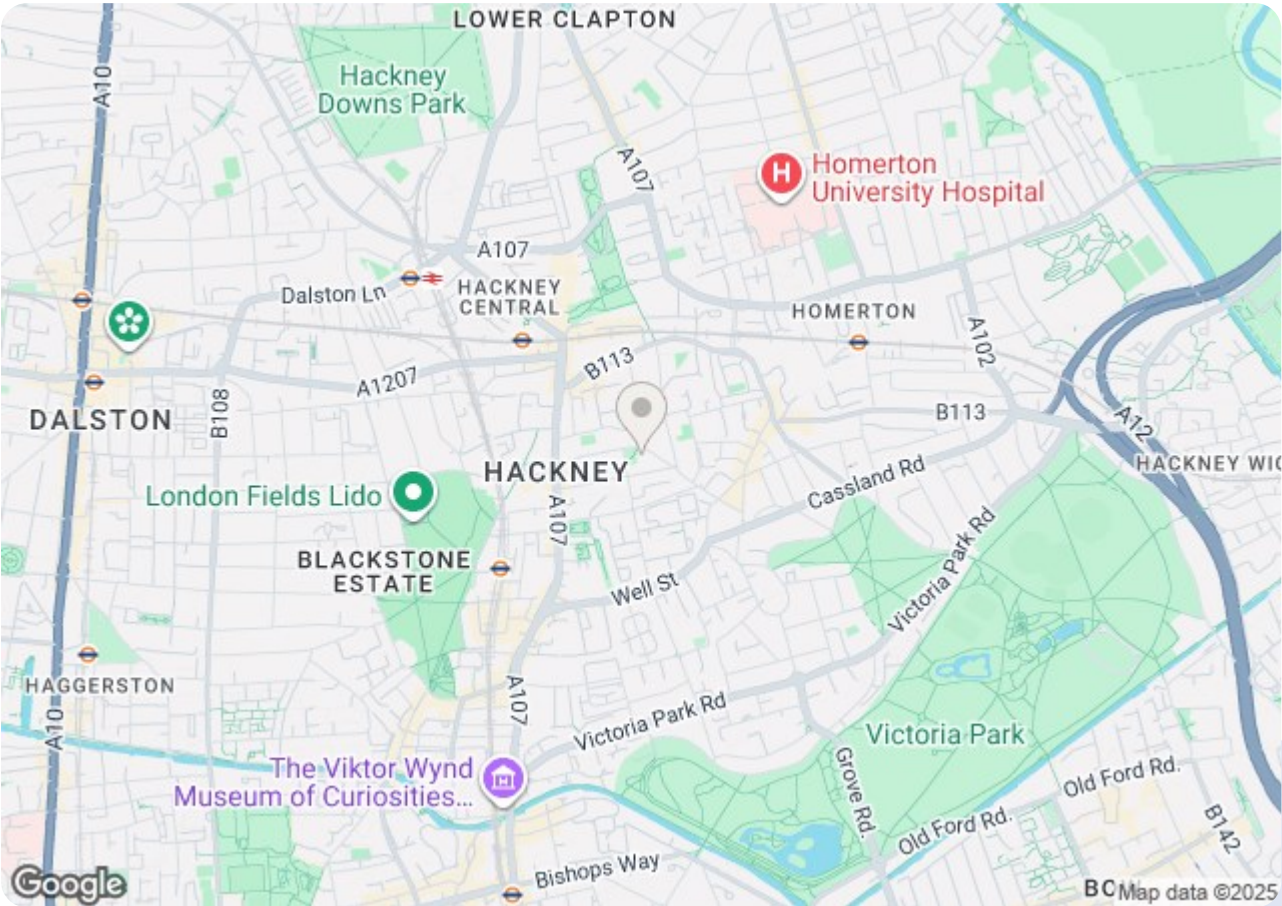 LOWER CLAPTON
A10
Hackney
Downs Park
A107
H
Homerton
University Hospital
A107
Dalston Ln
HACKNEY
CENTRAL
HOMERTON
A102
B113
A1207
B108
DALSTON
B113
A12
HACKNEY WIC
HACKNEY
Cassland Rd
London Fields Lido
A107
Victoria Park Rd
BLACKSTONE
ESTATE
Well St
HAGGERSTON
A107
Victoria Park Rd
A10
Victoria Park
Grove Rd.
The Viktor Wynd
Museum of Curiosities...
Old Ford Rd.
Old Ford Rd.
B142
Bishops Way
Google
BO
Map data ©2025